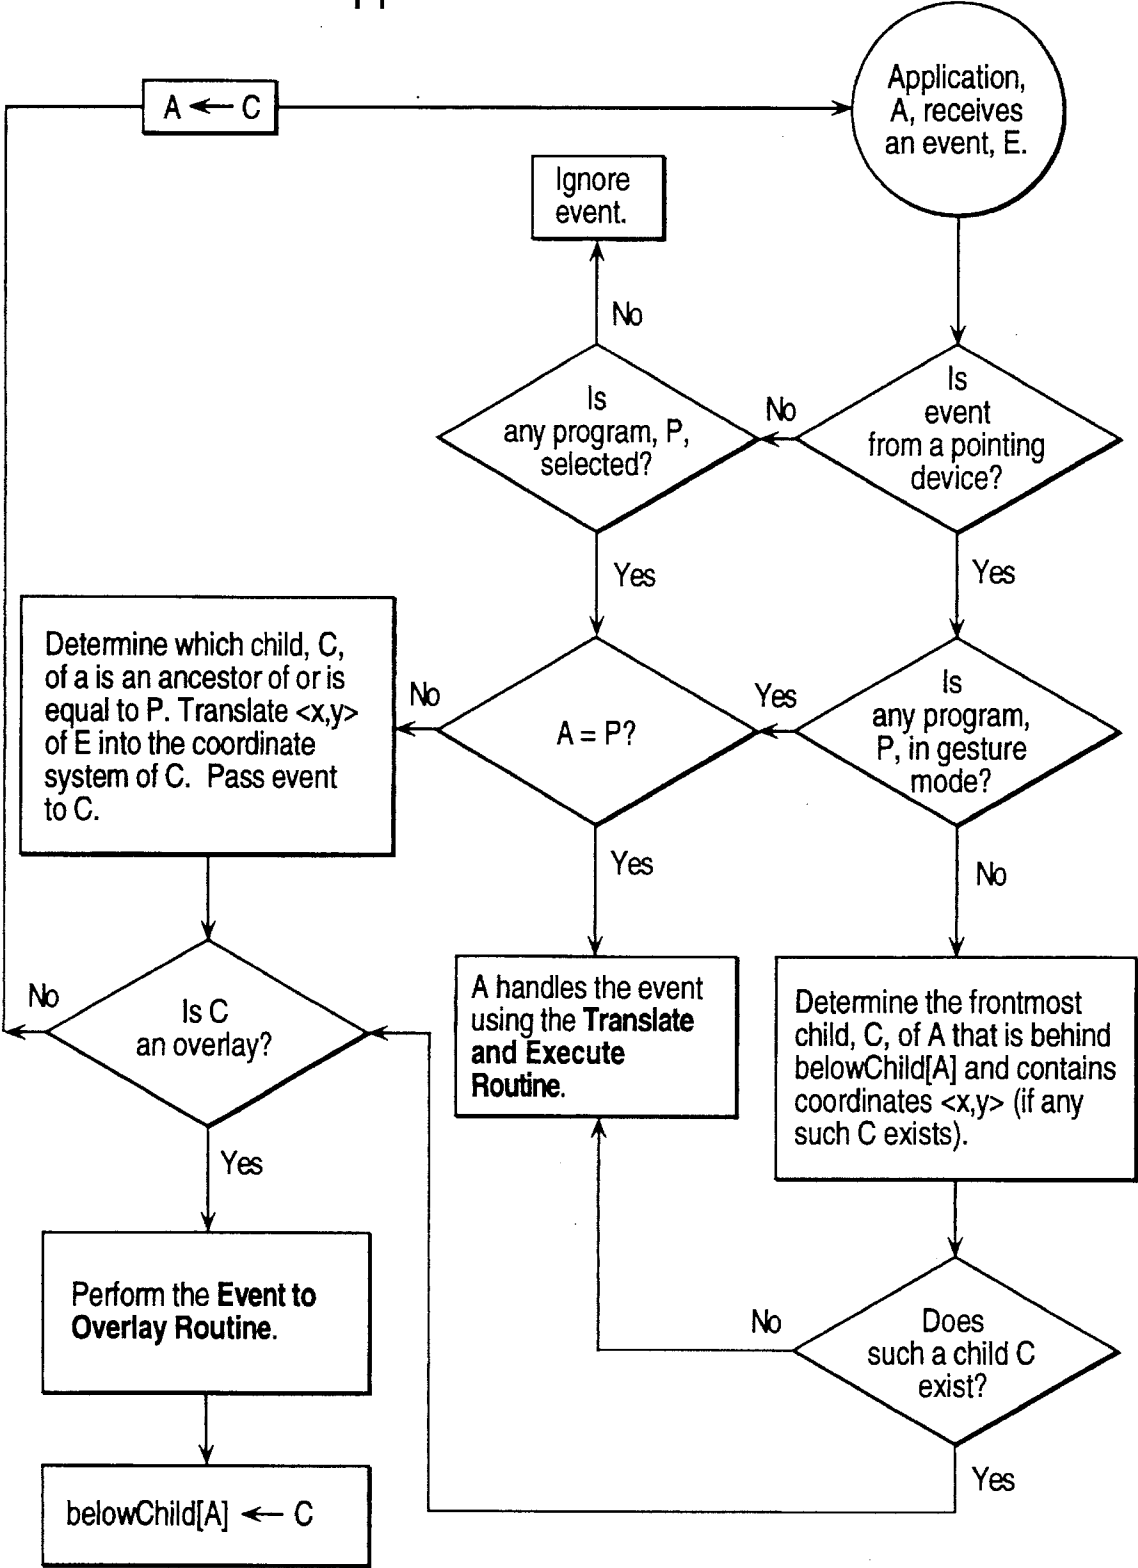 A ← C
Application,
A, receives
an event, E.
Ignore
event.
No
Is
any program, P,
selected?
No
Is
event
from a pointing
device?
Yes
Yes
Determine which child, C,
of a is an ancestor of or is
equal to P. Translate <x,y>
of E into the coordinate
system of C. Pass event
to C.
No
A = P?
Yes
Is
any program,
P, in gesture
mode?
Yes
No
No
Is C
an overlay?
A handles the event
using the Translate
and Execute
Routine.
Determine the frontmost
child, C, of A that is behind
belowChild[A] and contains
coordinates <x,y> (if any
such C exists).
Yes
Perform the Event to
Overlay Routine.
No
Does
such a child C
exist?
Yes
belowChild[A] ← C